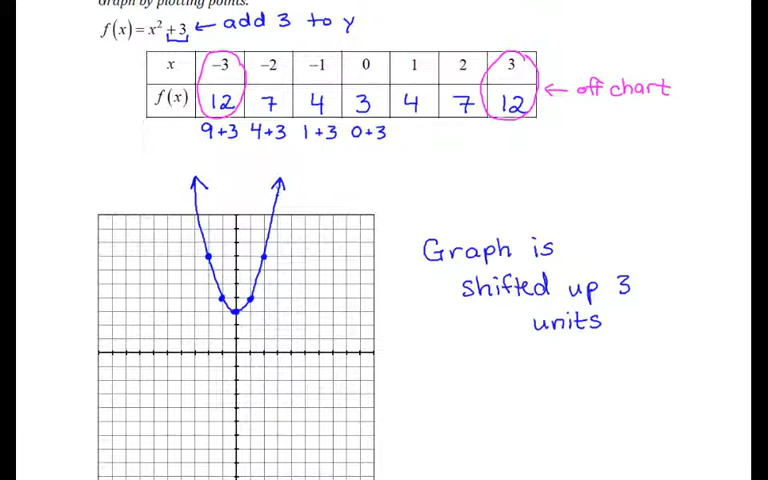 Graph by plotting points.
f(x) = x² + 3 ← add 3 to y
x −3 −2 −1 0 1 2 3
f(x) 12 7 4 3 4 7 12 ← off chart
9+3 4+3 1+3 0+3
Graph is
shifted up 3
units